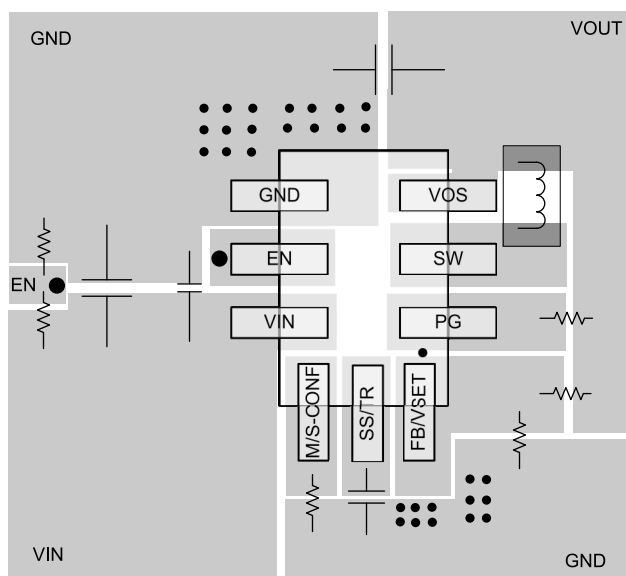 GND
VOUT
GND
VOS
EN
SW
EN
VIN
PG
M/S-CONF
SS/TR
FB/VSET
VIN
GND